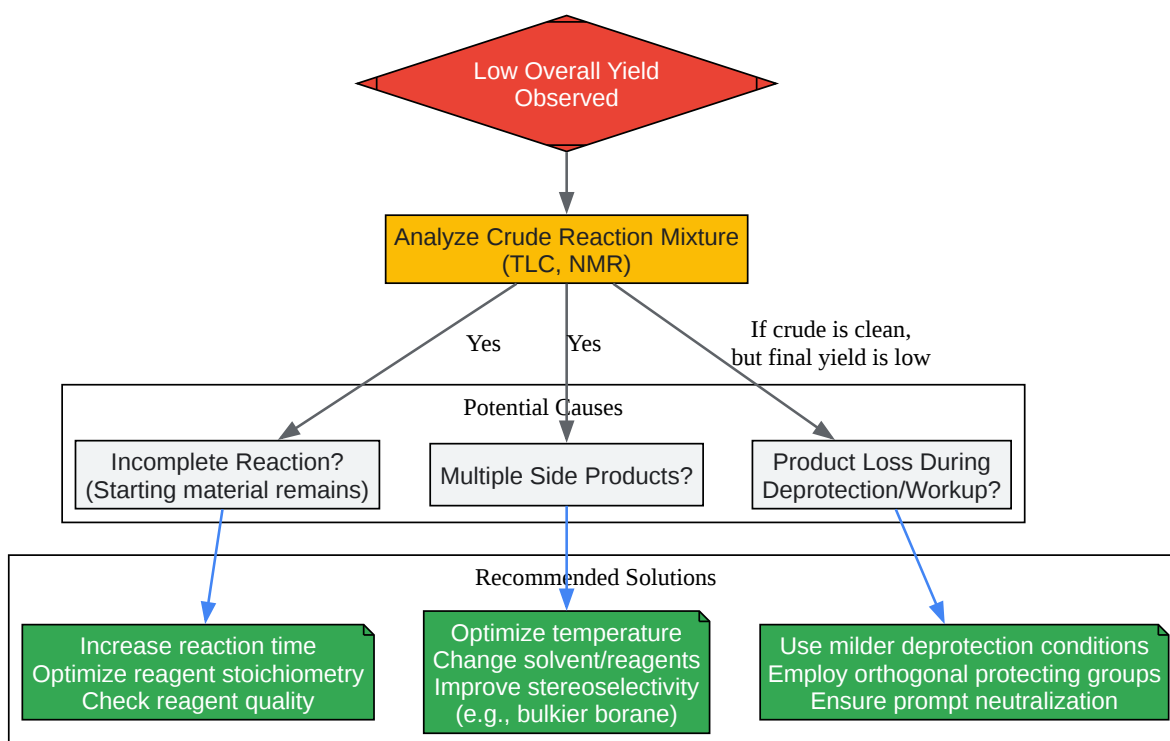 Low Overall Yield
Observed
Analyze Crude Reaction Mixture
(TLC, NMR)
Yes
Yes
If crude is clean,
but final yield is low
Potential Causes
Incomplete Reaction?
(Starting material remains)
Multiple Side Products?
Product Loss During
Deprotection/Workup?
Recommended Solutions
Increase reaction time
Optimize reagent stoichiometry
Check reagent quality
Optimize temperature
Change solvent/reagents
Improve stereoselectivity
(e.g., bulkier borane)
Use milder deprotection conditions
Employ orthogonal protecting groups
Ensure prompt neutralization